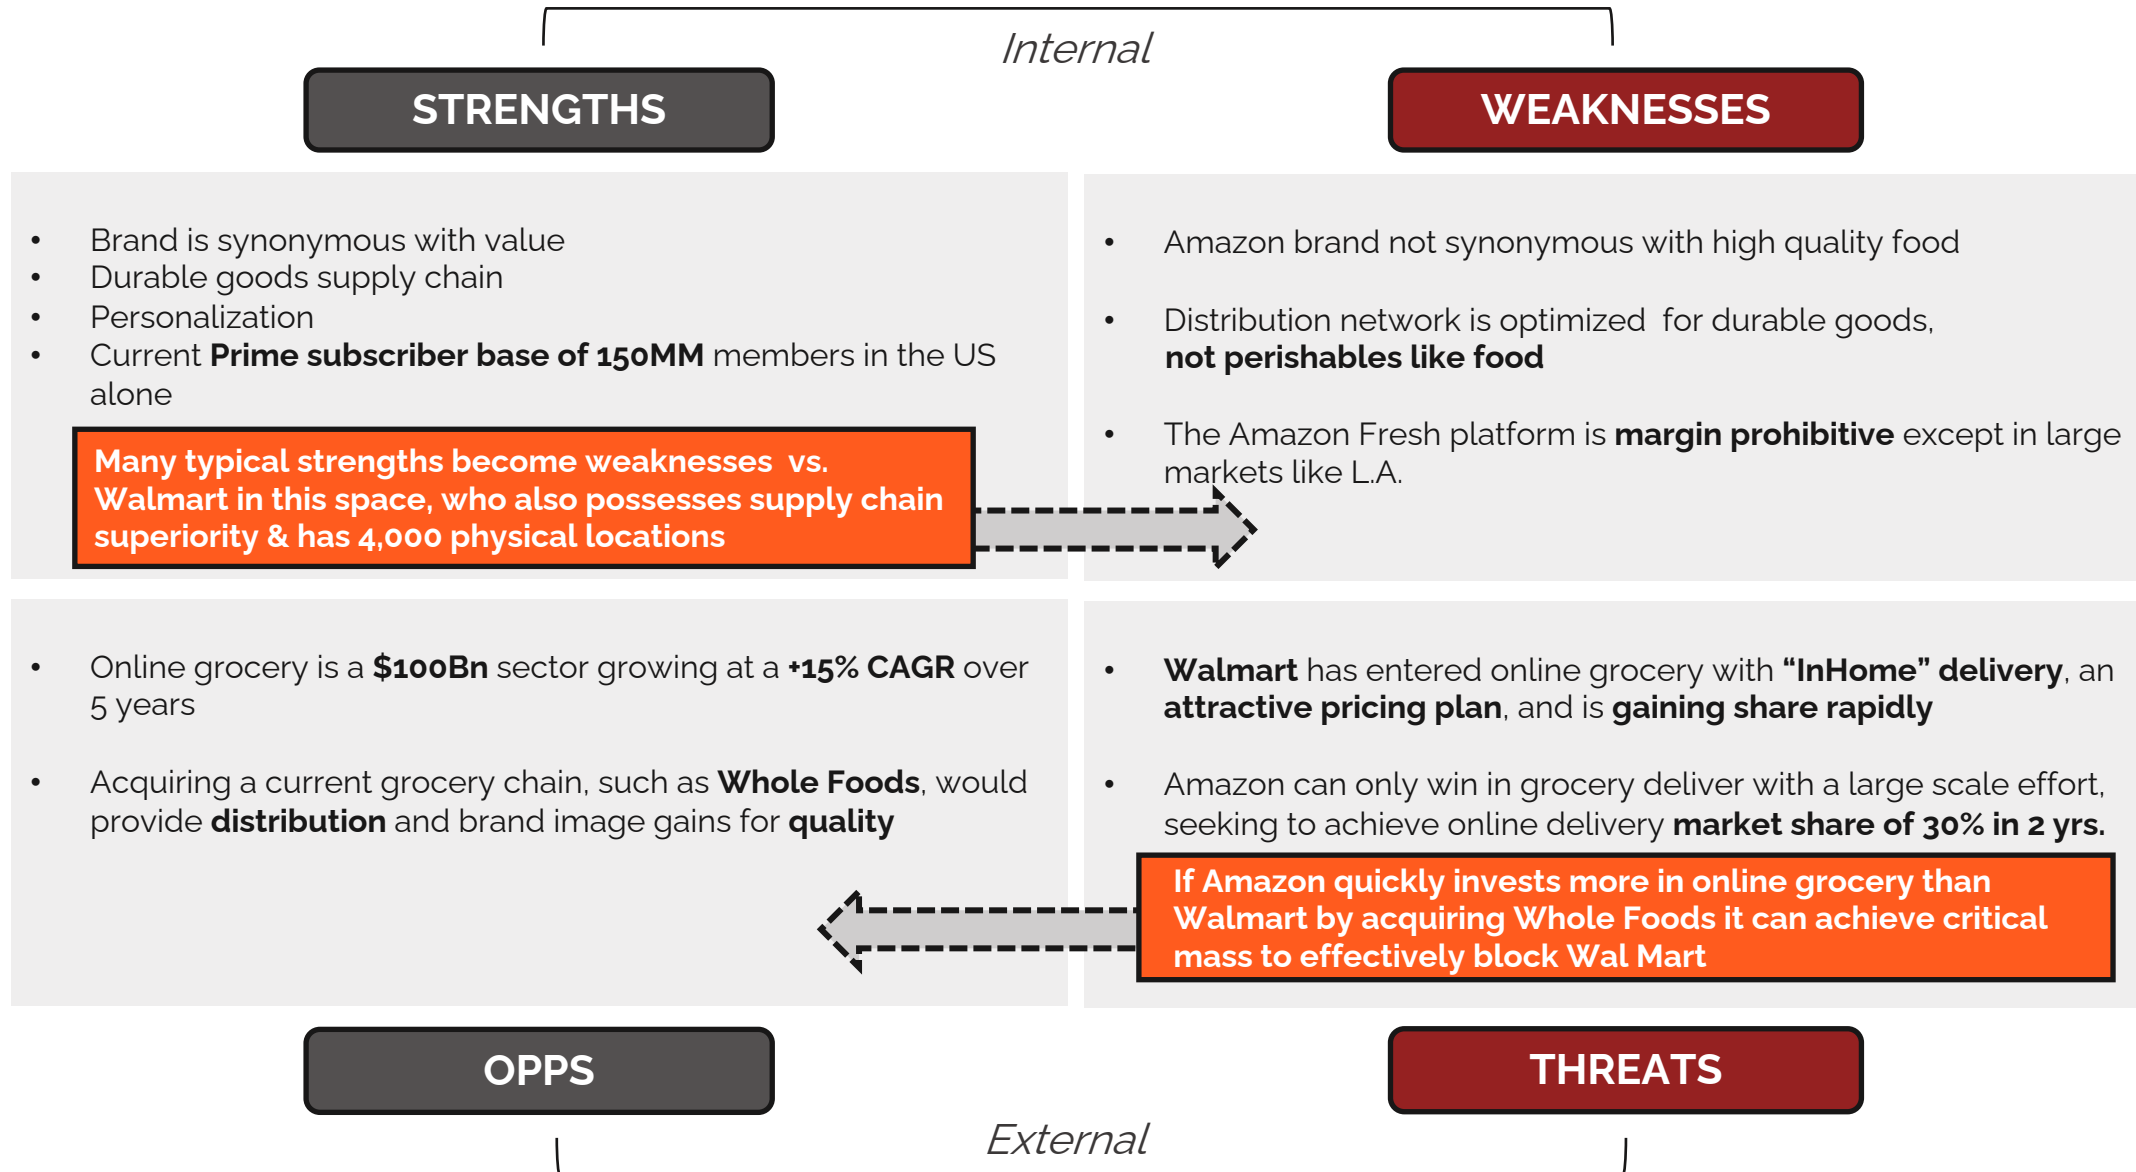 Internal
STRENGTHS
WEAKNESSES
• Brand is synonymous with value
• Durable goods supply chain
• Personalization
• Current Prime subscriber base of 150MM members in the US
alone
Many typical strengths become weaknesses vs.
Walmart in this space, who also possesses supply chain
superiority & has 4,000 physical locations
• Amazon brand not synonymous with high quality food
• Distribution network is optimized for durable goods,
not perishables like food
• The Amazon Fresh platform is margin prohibitive except in large
markets like L.A.
• Online grocery is a $100Bn sector growing at a +15% CAGR over
5 years
• Acquiring a current grocery chain, such as Whole Foods, would
provide distribution and brand image gains for quality
• Walmart has entered online grocery with “InHome” delivery, an
attractive pricing plan, and is gaining share rapidly
• Amazon can only win in grocery deliver with a large scale effort,
seeking to achieve online delivery market share of 30% in 2 yrs.
If Amazon quickly invests more in online grocery than
Walmart by acquiring Whole Foods it can achieve critical
mass to effectively block Wal Mart
OPPS
THREATS
External